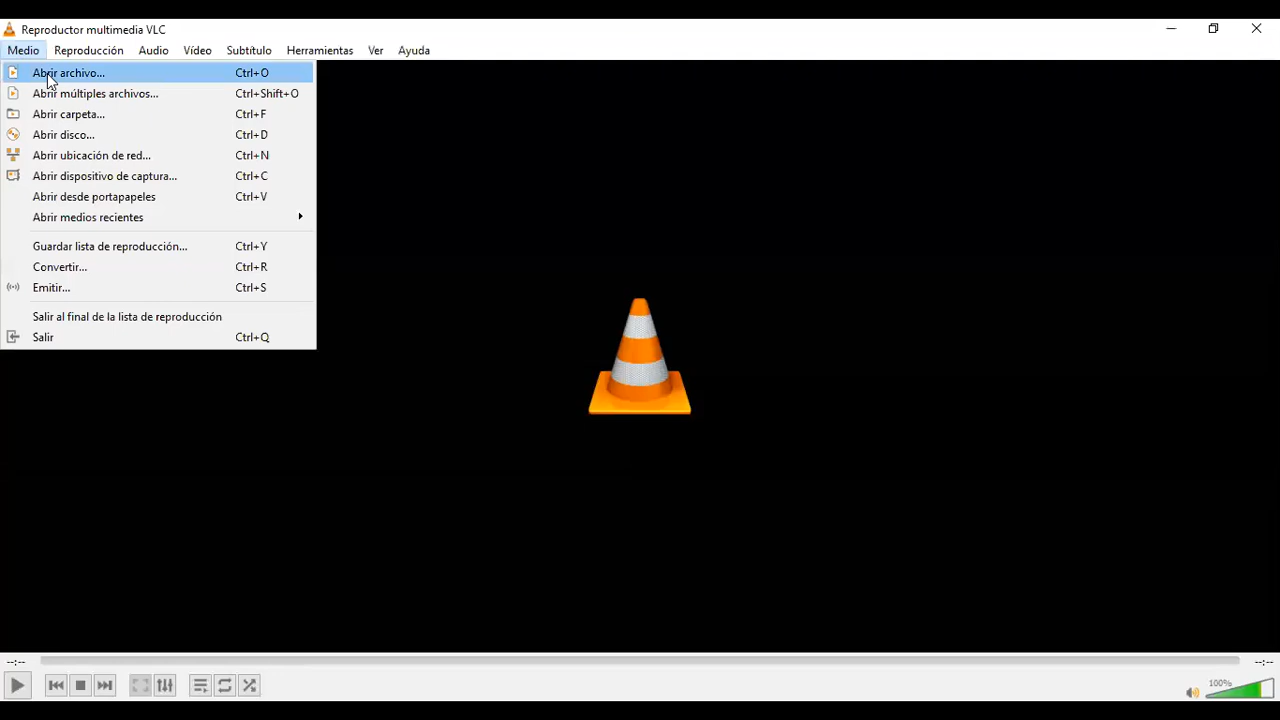 Reproductor multimedia VLC
Medio Reproducción Audio Vídeo Subtítulo Herramientas Ver Ayuda
Abrir archivo... Ctrl+O
Abrir múltiples archivos... Ctrl+Shift+O
Abrir carpeta... Ctrl+F
Abrir disco... Ctrl+D
Abrir ubicación de red... Ctrl+N
Abrir dispositivo de captura... Ctrl+C
Abrir desde portapapeles Ctrl+V
Abrir medios recientes
Guardar lista de reproducción... Ctrl+Y
Convertir... Ctrl+R
Emitir... Ctrl+S
Salir al final de la lista de reproducción
Salir Ctrl+Q
--:-- --:--
100%